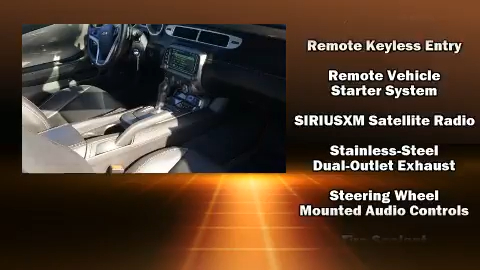 Remote Keyless Entry
Remote Vehicle
Starter System
SIRIUSXM Satellite Radio
Stainless-Steel
Dual-Outlet Exhaust
Steering Wheel
Mounted Audio Controls